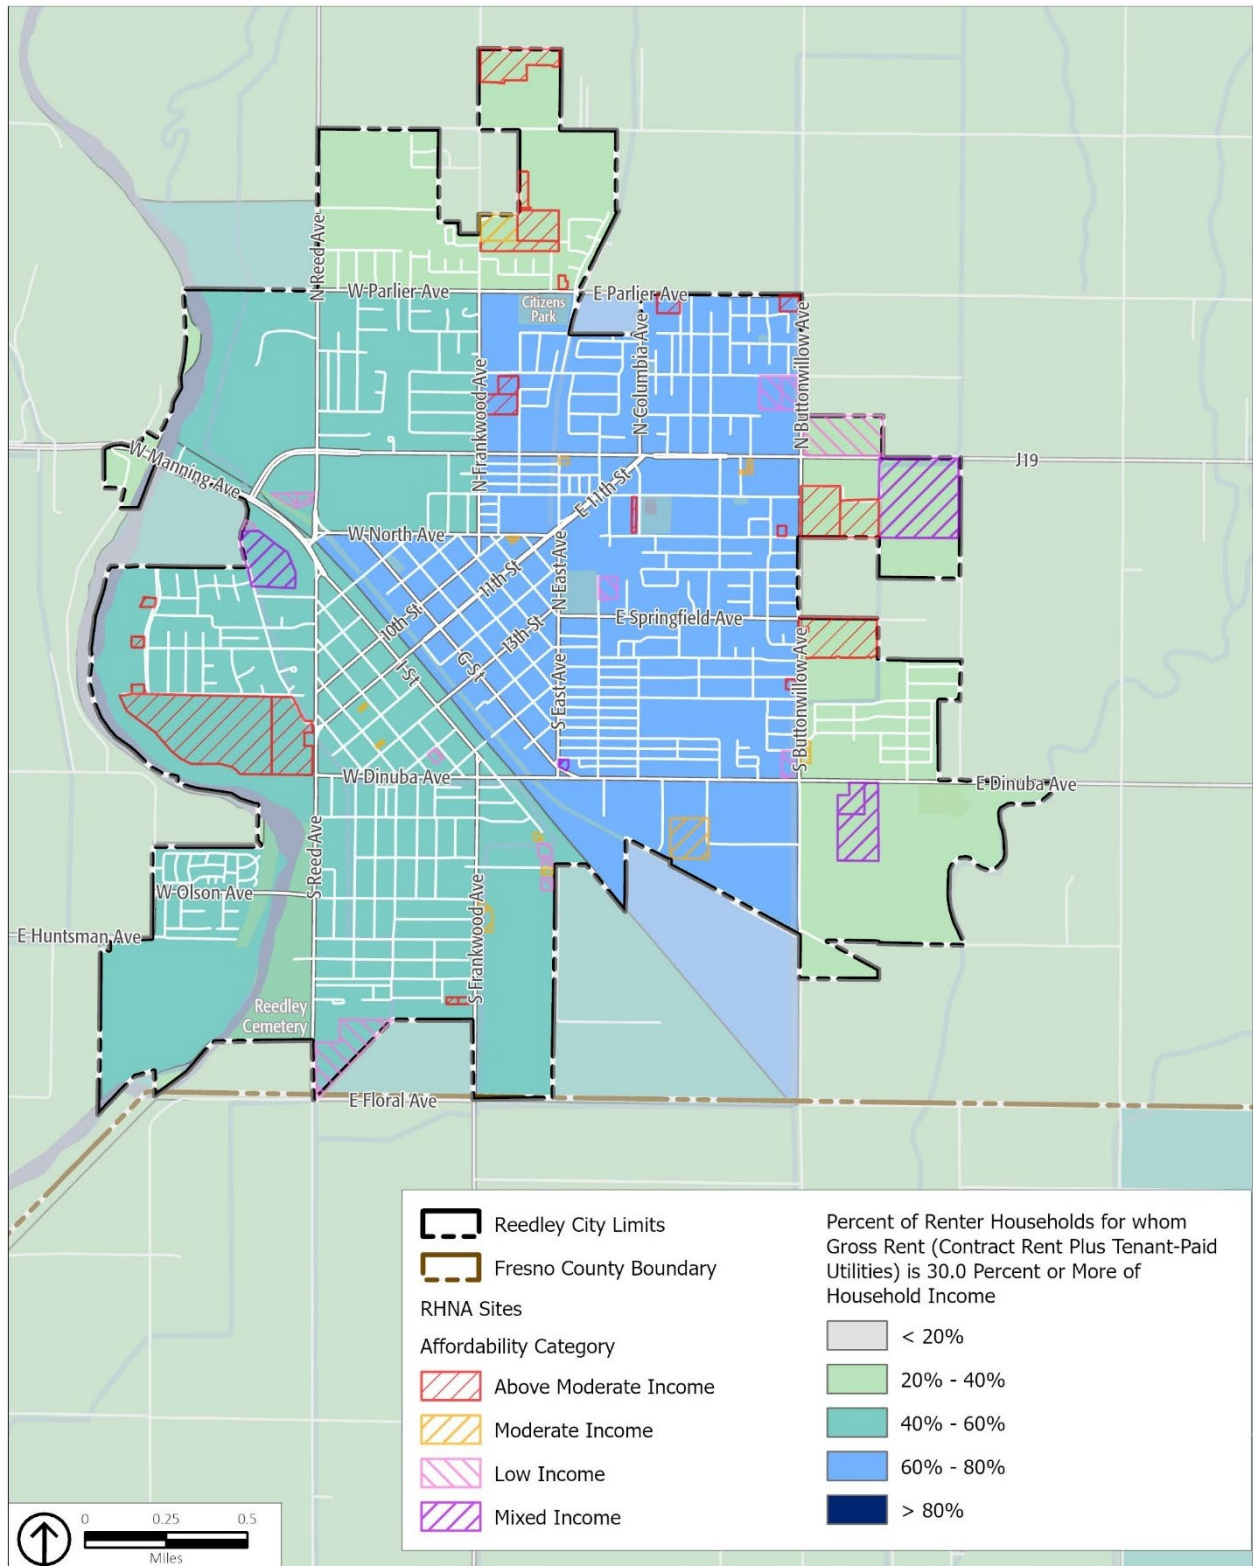 N Reed Ave
W Parlier Ave
Citizens
Park
E Parlier Ave
N Columbia Ave
N Frankwood Ave
N Buttonwillow Ave
W Manning Ave
J19
E 11th St
W North Ave
11th St
N East Ave
10th St
13th St
E Springfield Ave
G St
I St
S East Ave
S Buttonwillow Ave
W Dinuba Ave
E Dinuba Ave
S Reed Ave
W Olson Ave
S Frankwood Ave
E Huntsman Ave
Reedley
Cemetery
E Floral Ave
Reedley City Limits
Fresno County Boundary
RHNA Sites
Affordability Category
Above Moderate Income
Moderate Income
Low Income
Mixed Income
Percent of Renter Households for whom
Gross Rent (Contract Rent Plus Tenant-Paid
Utilities) is 30.0 Percent or More of
Household Income
< 20%
20% - 40%
40% - 60%
60% - 80%
> 80%
0 0.25 0.5
Miles